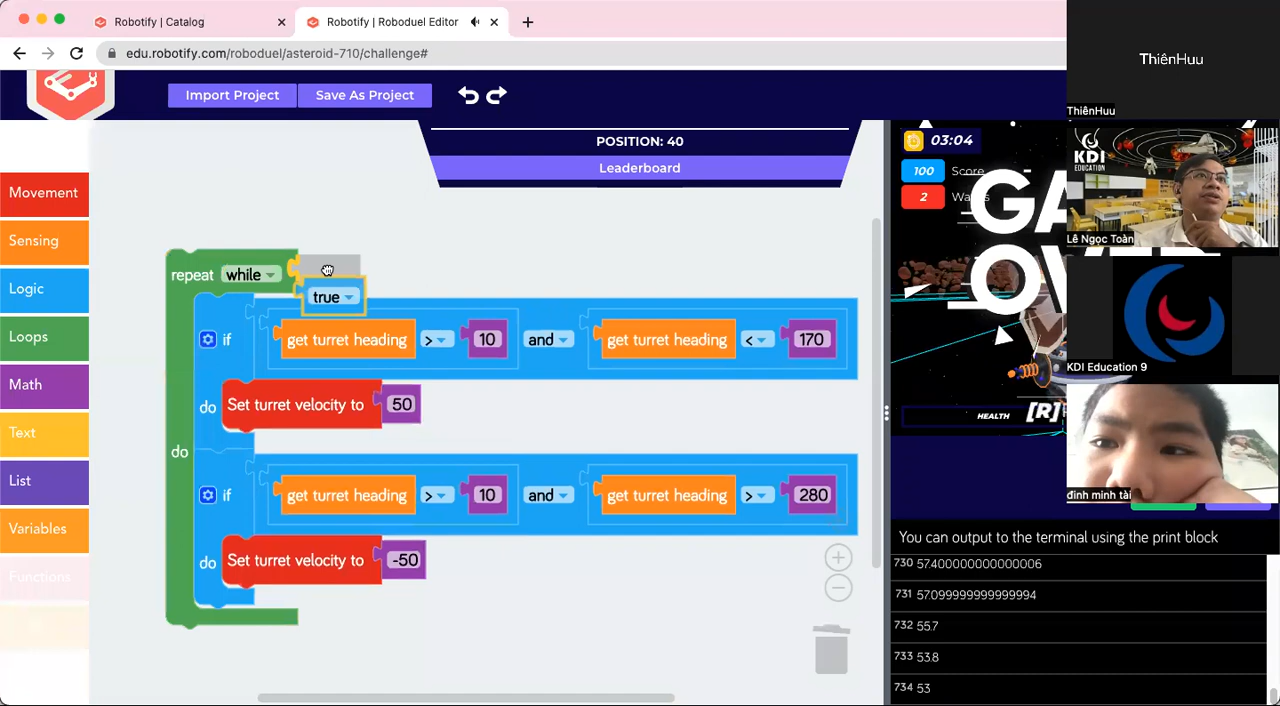 Robotify | Catalog
Robotify | Roboduel Editor
edu.robotify.com/roboduel/asteroid-710/challenge#
Import Project
Save As Project
POSITION: 40
Leaderboard
Movement
Sensing
Logic
Loops
Math
Text
List
Variables
Functions
repeat while
true
if get turret heading > 10 and get turret heading < 170
do Set turret velocity to 50
do
if get turret heading > 10 and get turret heading > 280
do Set turret velocity to -50
03:04
100 Score
2 Waves
GA
OVER
HEALTH
[R]
You can output to the terminal using the print block
730 57.400000000000006
731 57.099999999999994
732 55.7
733 53.8
734 53
ThiênHuu
ThiênHuu
KDI
EDUCATION
Lê Ngọc Toàn
KDI Education 9
đinh minh tài